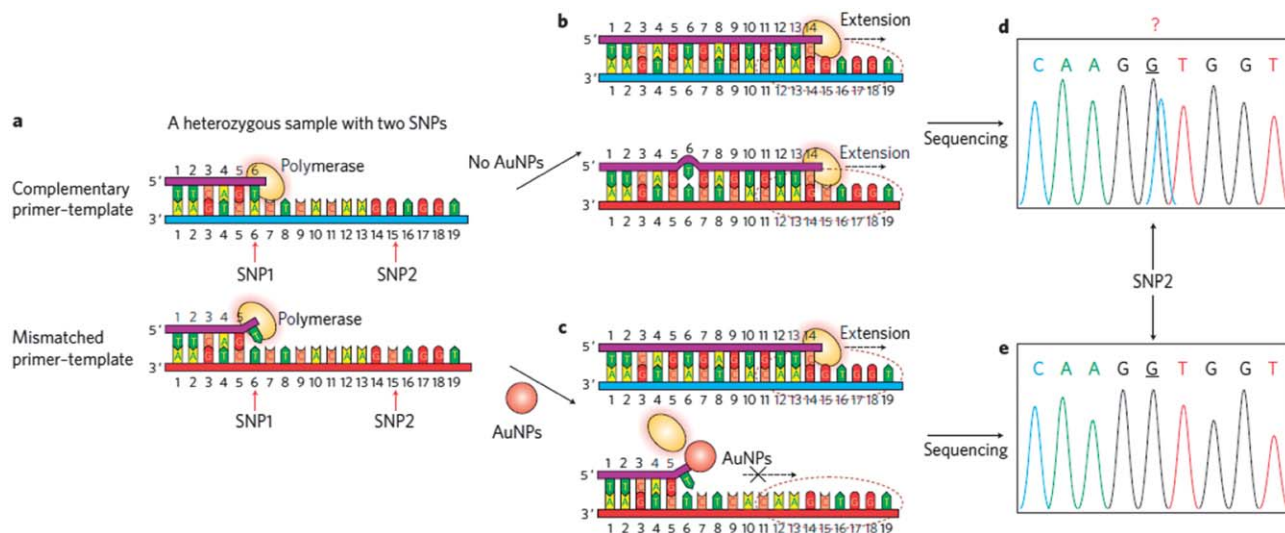 a
A heterozygous sample with two SNPs
Complementary
primer–template
1 2 3 4 5 6
Polymerase
5'
3'
1 2 3 4 5 6 7 8 9 10 11 12 13 14 15 16 17 18 19
SNP1
SNP2
Mismatched
primer–template
1 2 3 4 5
Polymerase
5'
3'
1 2 3 4 5 6 7 8 9 10 11 12 13 14 15 16 17 18 19
SNP1
SNP2
No AuNPs
AuNPs
b
1 2 3 4 5 6 7 8 9 10 11 12 13 14
Extension
5'
3'
1 2 3 4 5 6 7 8 9 10 11 12 13 14 15 16 17 18 19
6
1 2 3 4 5 7 8 9 10 11 12 13 14
Extension
5'
3'
1 2 3 4 5 6 7 8 9 10 11 12 13 14 15 16 17 18 19
c
1 2 3 4 5 6 7 8 9 10 11 12 13 14
Extension
5'
3'
1 2 3 4 5 6 7 8 9 10 11 12 13 14 15 16 17 18 19
1 2 3 4 5
AuNPs
5'
3'
1 2 3 4 5 6 7 8 9 10 11 12 13 14 15 16 17 18 19
Sequencing
Sequencing
d
?
C A A G G T G G T
SNP2
e
C A A G G T G G T